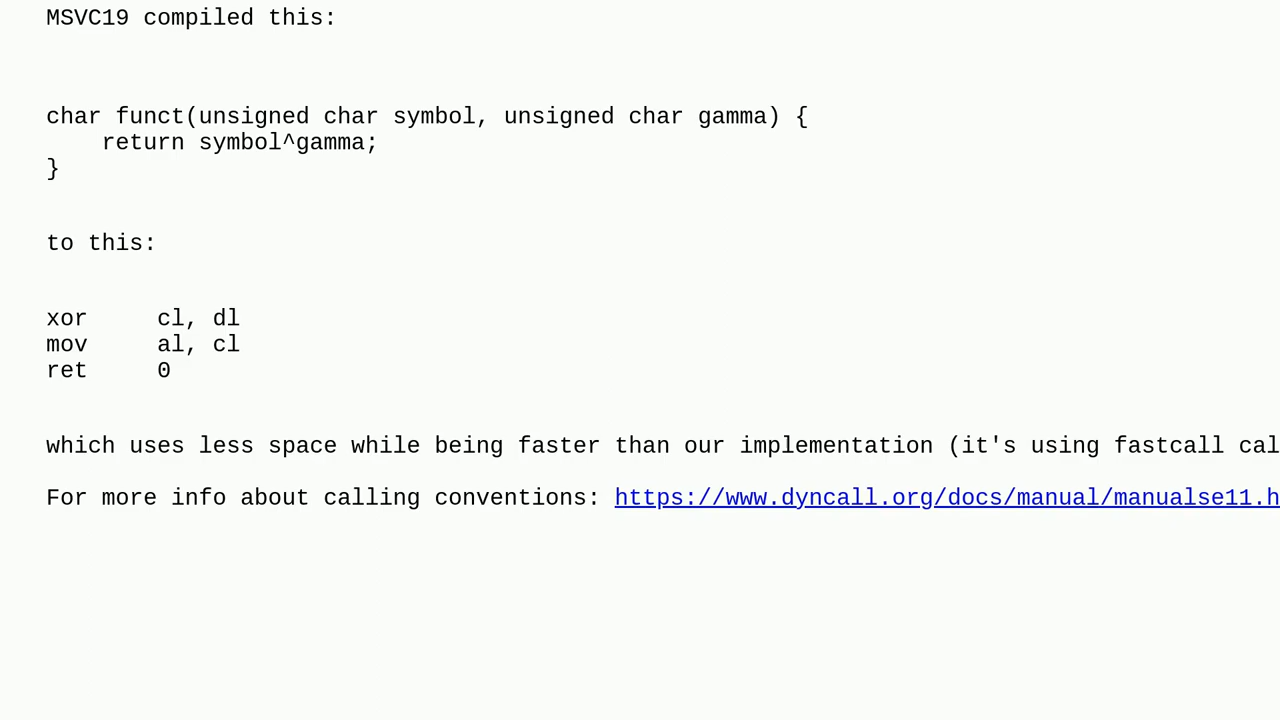 MSVC19 compiled this:
char funct(unsigned char symbol, unsigned char gamma) {
    return symbol^gamma;
}
to this:
xor     cl, dl
mov     al, cl
ret     0
which uses less space while being faster than our implementation (it's using fastcall cal
For more info about calling conventions: https://www.dyncall.org/docs/manual/manualse11.h